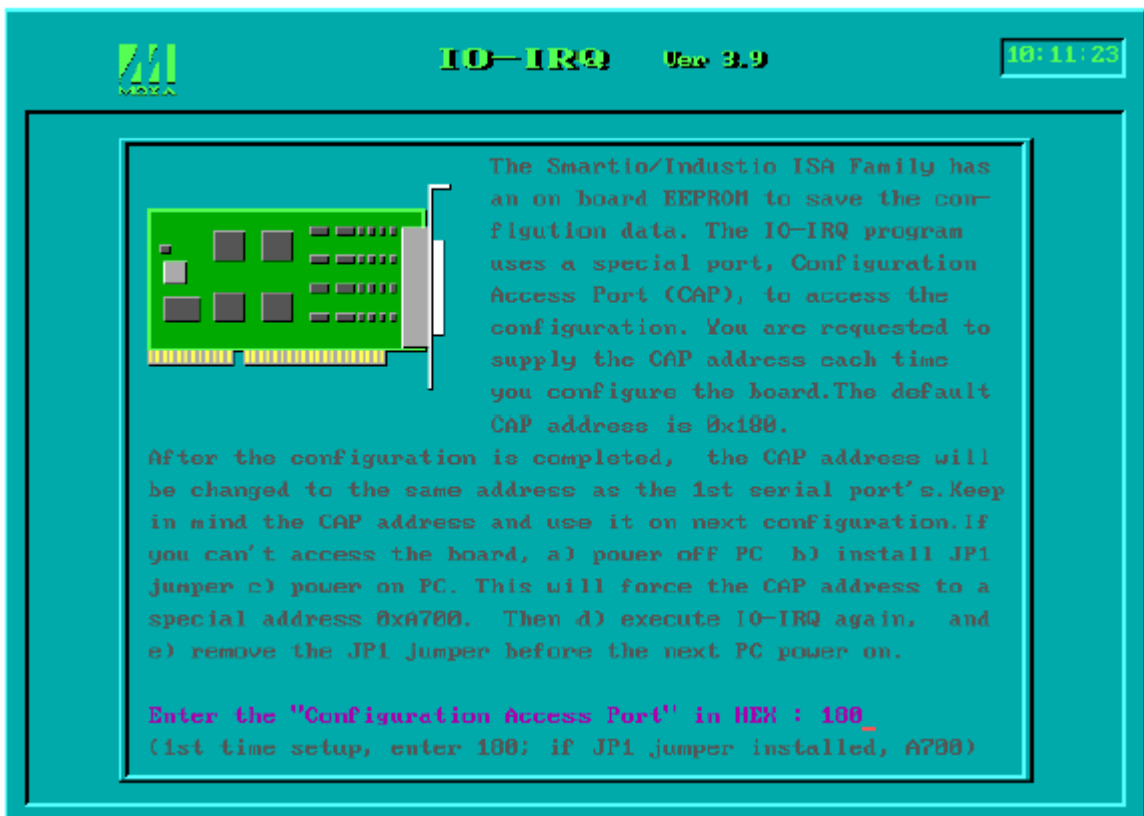 MOXA
IO-IRQ Ver 3.9
10:11:23
The Smartio/Industio ISA Family has
an on board EEPROM to save the con-
figution data. The IO-IRQ program
uses a special port, Configuration
Access Port (CAP), to access the
configuration. You are requested to
supply the CAP address each time
you configure the board.The default
CAP address is 0x180.
After the configuration is completed, the CAP address will
be changed to the same address as the 1st serial port's.Keep
in mind the CAP address and use it on next configuration.If
you can't access the board, a) power off PC b) install JP1
jumper c) power on PC. This will force the CAP address to a
special address 0xA700. Then d) execute IO-IRQ again, and
e) remove the JP1 jumper before the next PC power on.
Enter the "Configuration Access Port" in HEX : 180_
(1st time setup, enter 180; if JP1 jumper installed, A700)